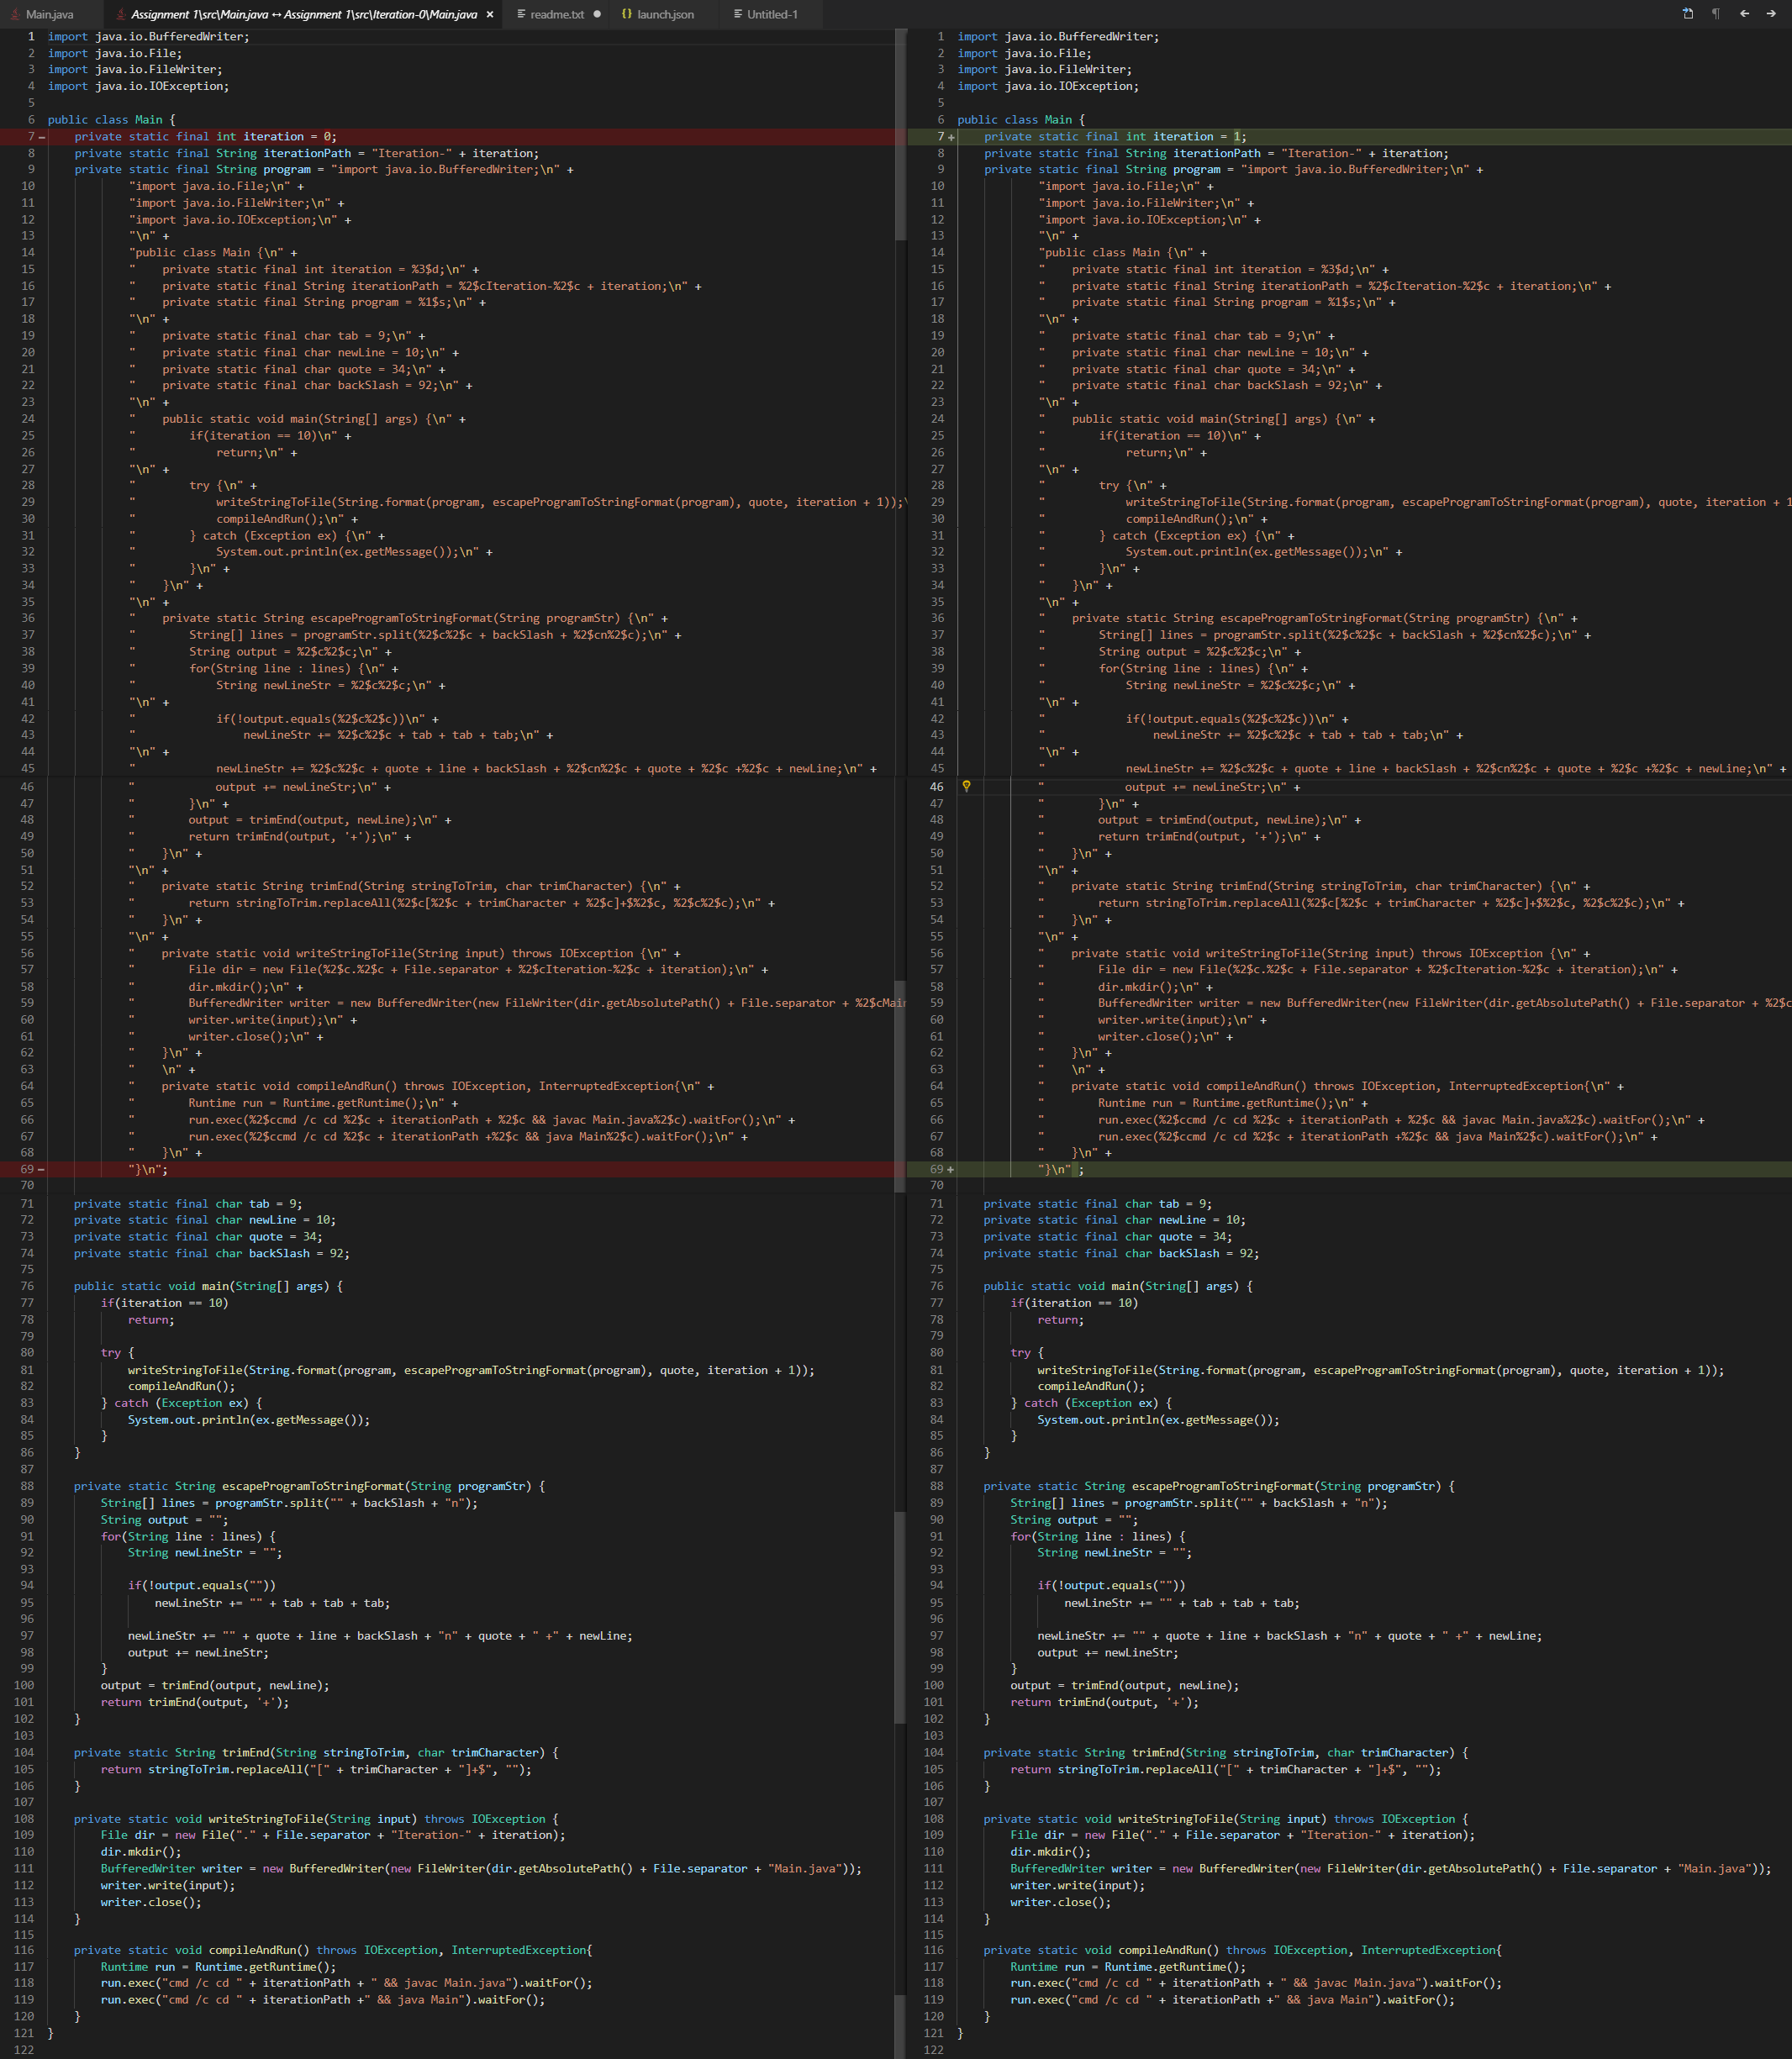 Main.java
Assignment 1\src\Main.java ↔ Assignment 1\src\Iteration-0\Main.java ×
readme.txt ●
{} launch.json
Untitled-1
1 import java.io.BufferedWriter;
2 import java.io.File;
3 import java.io.FileWriter;
4 import java.io.IOException;
5
6 public class Main {
7 − private static final int iteration = 0;
8 private static final String iterationPath = "Iteration-" + iteration;
9 private static final String program = "import java.io.BufferedWriter;\n" +
10 "import java.io.File;\n" +
11 "import java.io.FileWriter;\n" +
12 "import java.io.IOException;\n" +
13 "\n" +
14 "public class Main {\n" +
15 "    private static final int iteration = %3$d;\n" +
16 "    private static final String iterationPath = %2$cIteration-%2$c + iteration;\n" +
17 "    private static final String program = %1$s;\n" +
18 "\n" +
19 "    private static final char tab = 9;\n" +
20 "    private static final char newLine = 10;\n" +
21 "    private static final char quote = 34;\n" +
22 "    private static final char backSlash = 92;\n" +
23 "\n" +
24 "    public static void main(String[] args) {\n" +
25 "        if(iteration == 10)\n" +
26 "            return;\n" +
27 "\n" +
28 "        try {\n" +
29 "            writeStringToFile(String.format(program, escapeProgramToStringFormat(program), quote, iteration + 1));\
30 "            compileAndRun();\n" +
31 "        } catch (Exception ex) {\n" +
32 "            System.out.println(ex.getMessage());\n" +
33 "        }\n" +
34 "    }\n" +
35 "\n" +
36 "    private static String escapeProgramToStringFormat(String programStr) {\n" +
37 "        String[] lines = programStr.split(%2$c%2$c + backSlash + %2$cn%2$c);\n" +
38 "        String output = %2$c%2$c;\n" +
39 "        for(String line : lines) {\n" +
40 "            String newLineStr = %2$c%2$c;\n" +
41 "\n" +
42 "            if(!output.equals(%2$c%2$c))\n" +
43 "                newLineStr += %2$c%2$c + tab + tab + tab;\n" +
44 "\n" +
45 "            newLineStr += %2$c%2$c + quote + line + backSlash + %2$cn%2$c + quote + %2$c +%2$c + newLine;\n" +
46 "            output += newLineStr;\n" +
47 "        }\n" +
48 "        output = trimEnd(output, newLine);\n" +
49 "        return trimEnd(output, '+');\n" +
50 "    }\n" +
51 "\n" +
52 "    private static String trimEnd(String stringToTrim, char trimCharacter) {\n" +
53 "        return stringToTrim.replaceAll(%2$c[%2$c + trimCharacter + %2$c]+$%2$c, %2$c%2$c);\n" +
54 "    }\n" +
55 "\n" +
56 "    private static void writeStringToFile(String input) throws IOException {\n" +
57 "        File dir = new File(%2$c.%2$c + File.separator + %2$cIteration-%2$c + iteration);\n" +
58 "        dir.mkdir();\n" +
59 "        BufferedWriter writer = new BufferedWriter(new FileWriter(dir.getAbsolutePath() + File.separator + %2$cMai
60 "        writer.write(input);\n" +
61 "        writer.close();\n" +
62 "    }\n" +
63 "    \n" +
64 "    private static void compileAndRun() throws IOException, InterruptedException{\n" +
65 "        Runtime run = Runtime.getRuntime();\n" +
66 "        run.exec(%2$ccmd /c cd %2$c + iterationPath + %2$c && javac Main.java%2$c).waitFor();\n" +
67 "        run.exec(%2$ccmd /c cd %2$c + iterationPath +%2$c && java Main%2$c).waitFor();\n" +
68 "    }\n" +
69 − "}\n";
70
71 private static final char tab = 9;
72 private static final char newLine = 10;
73 private static final char quote = 34;
74 private static final char backSlash = 92;
75
76 public static void main(String[] args) {
77 if(iteration == 10)
78 return;
79
80 try {
81 writeStringToFile(String.format(program, escapeProgramToStringFormat(program), quote, iteration + 1));
82 compileAndRun();
83 } catch (Exception ex) {
84 System.out.println(ex.getMessage());
85 }
86 }
87
88 private static String escapeProgramToStringFormat(String programStr) {
89 String[] lines = programStr.split("" + backSlash + "n");
90 String output = "";
91 for(String line : lines) {
92 String newLineStr = "";
93
94 if(!output.equals(""))
95 newLineStr += "" + tab + tab + tab;
96
97 newLineStr += "" + quote + line + backSlash + "n" + quote + " +" + newLine;
98 output += newLineStr;
99 }
100 output = trimEnd(output, newLine);
101 return trimEnd(output, '+');
102 }
103
104 private static String trimEnd(String stringToTrim, char trimCharacter) {
105 return stringToTrim.replaceAll("[" + trimCharacter + "]+$", "");
106 }
107
108 private static void writeStringToFile(String input) throws IOException {
109 File dir = new File("." + File.separator + "Iteration-" + iteration);
110 dir.mkdir();
111 BufferedWriter writer = new BufferedWriter(new FileWriter(dir.getAbsolutePath() + File.separator + "Main.java"));
112 writer.write(input);
113 writer.close();
114 }
115
116 private static void compileAndRun() throws IOException, InterruptedException{
117 Runtime run = Runtime.getRuntime();
118 run.exec("cmd /c cd " + iterationPath + " && javac Main.java").waitFor();
119 run.exec("cmd /c cd " + iterationPath +" && java Main").waitFor();
120 }
121 }
122
1 import java.io.BufferedWriter;
2 import java.io.File;
3 import java.io.FileWriter;
4 import java.io.IOException;
5
6 public class Main {
7 + private static final int iteration = 1;
8 private static final String iterationPath = "Iteration-" + iteration;
9 private static final String program = "import java.io.BufferedWriter;\n" +
10 "import java.io.File;\n" +
11 "import java.io.FileWriter;\n" +
12 "import java.io.IOException;\n" +
13 "\n" +
14 "public class Main {\n" +
15 "    private static final int iteration = %3$d;\n" +
16 "    private static final String iterationPath = %2$cIteration-%2$c + iteration;\n" +
17 "    private static final String program = %1$s;\n" +
18 "\n" +
19 "    private static final char tab = 9;\n" +
20 "    private static final char newLine = 10;\n" +
21 "    private static final char quote = 34;\n" +
22 "    private static final char backSlash = 92;\n" +
23 "\n" +
24 "    public static void main(String[] args) {\n" +
25 "        if(iteration == 10)\n" +
26 "            return;\n" +
27 "\n" +
28 "        try {\n" +
29 "            writeStringToFile(String.format(program, escapeProgramToStringFormat(program), quote, iteration + 1
30 "            compileAndRun();\n" +
31 "        } catch (Exception ex) {\n" +
32 "            System.out.println(ex.getMessage());\n" +
33 "        }\n" +
34 "    }\n" +
35 "\n" +
36 "    private static String escapeProgramToStringFormat(String programStr) {\n" +
37 "        String[] lines = programStr.split(%2$c%2$c + backSlash + %2$cn%2$c);\n" +
38 "        String output = %2$c%2$c;\n" +
39 "        for(String line : lines) {\n" +
40 "            String newLineStr = %2$c%2$c;\n" +
41 "\n" +
42 "            if(!output.equals(%2$c%2$c))\n" +
43 "                newLineStr += %2$c%2$c + tab + tab + tab;\n" +
44 "\n" +
45 "            newLineStr += %2$c%2$c + quote + line + backSlash + %2$cn%2$c + quote + %2$c +%2$c + newLine;\n" +
46 "            output += newLineStr;\n" +
47 "        }\n" +
48 "        output = trimEnd(output, newLine);\n" +
49 "        return trimEnd(output, '+');\n" +
50 "    }\n" +
51 "\n" +
52 "    private static String trimEnd(String stringToTrim, char trimCharacter) {\n" +
53 "        return stringToTrim.replaceAll(%2$c[%2$c + trimCharacter + %2$c]+$%2$c, %2$c%2$c);\n" +
54 "    }\n" +
55 "\n" +
56 "    private static void writeStringToFile(String input) throws IOException {\n" +
57 "        File dir = new File(%2$c.%2$c + File.separator + %2$cIteration-%2$c + iteration);\n" +
58 "        dir.mkdir();\n" +
59 "        BufferedWriter writer = new BufferedWriter(new FileWriter(dir.getAbsolutePath() + File.separator + %2$c
60 "        writer.write(input);\n" +
61 "        writer.close();\n" +
62 "    }\n" +
63 "    \n" +
64 "    private static void compileAndRun() throws IOException, InterruptedException{\n" +
65 "        Runtime run = Runtime.getRuntime();\n" +
66 "        run.exec(%2$ccmd /c cd %2$c + iterationPath + %2$c && javac Main.java%2$c).waitFor();\n" +
67 "        run.exec(%2$ccmd /c cd %2$c + iterationPath +%2$c && java Main%2$c).waitFor();\n" +
68 "    }\n" +
69 + "}\n" ;
70
71 private static final char tab = 9;
72 private static final char newLine = 10;
73 private static final char quote = 34;
74 private static final char backSlash = 92;
75
76 public static void main(String[] args) {
77 if(iteration == 10)
78 return;
79
80 try {
81 writeStringToFile(String.format(program, escapeProgramToStringFormat(program), quote, iteration + 1));
82 compileAndRun();
83 } catch (Exception ex) {
84 System.out.println(ex.getMessage());
85 }
86 }
87
88 private static String escapeProgramToStringFormat(String programStr) {
89 String[] lines = programStr.split("" + backSlash + "n");
90 String output = "";
91 for(String line : lines) {
92 String newLineStr = "";
93
94 if(!output.equals(""))
95 newLineStr += "" + tab + tab + tab;
96
97 newLineStr += "" + quote + line + backSlash + "n" + quote + " +" + newLine;
98 output += newLineStr;
99 }
100 output = trimEnd(output, newLine);
101 return trimEnd(output, '+');
102 }
103
104 private static String trimEnd(String stringToTrim, char trimCharacter) {
105 return stringToTrim.replaceAll("[" + trimCharacter + "]+$", "");
106 }
107
108 private static void writeStringToFile(String input) throws IOException {
109 File dir = new File("." + File.separator + "Iteration-" + iteration);
110 dir.mkdir();
111 BufferedWriter writer = new BufferedWriter(new FileWriter(dir.getAbsolutePath() + File.separator + "Main.java"));
112 writer.write(input);
113 writer.close();
114 }
115
116 private static void compileAndRun() throws IOException, InterruptedException{
117 Runtime run = Runtime.getRuntime();
118 run.exec("cmd /c cd " + iterationPath + " && javac Main.java").waitFor();
119 run.exec("cmd /c cd " + iterationPath +" && java Main").waitFor();
120 }
121 }
122